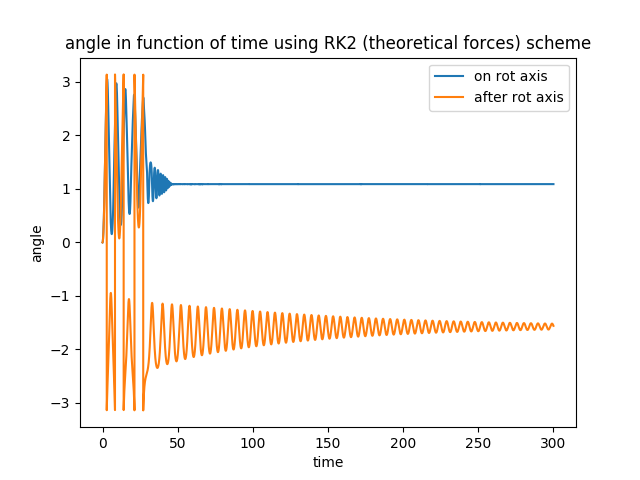 angle in function of time using RK2 (theoretical forces) scheme
on rot axis
after rot axis
3
2
1
0
−1
−2
−3
angle
0
50
100
150
200
250
300
time